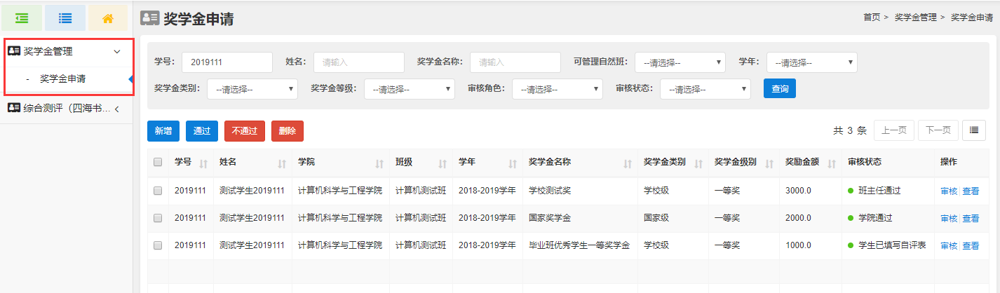 奖学金管理
- 奖学金申请
综合测评（四海书...
奖学金申请
首页 > 奖学金管理 > 奖学金申请
学号： 2019111 姓名： 请输入 奖学金名称： 请输入 可管理自然班： --请选择-- 学年： --请选择--
奖学金类别： --请选择-- 奖学金等级： --请选择-- 审核角色： --请选择-- 审核状态： --请选择-- 查询
新增 通过 不通过 删除 共 3 条 上一页 下一页
学号 姓名 学院 班级 学年 奖学金名称 奖学金类别 奖学金级别 奖励金额 审核状态 操作
2019111 测试学生2019111 计算机科学与工程学院 计算机测试班 2018-2019学年 学校测试奖 学校级 一等奖 3000.0 班主任通过 审核 查看
2019111 测试学生2019111 计算机科学与工程学院 计算机测试班 2018-2019学年 国家奖学金 国家级 一等奖 2000.0 学院通过 审核 查看
2019111 测试学生2019111 计算机科学与工程学院 计算机测试班 2018-2019学年 毕业班优秀学生一等奖学金 学校级 一等奖 1000.0 学生已填写自评表 审核 查看